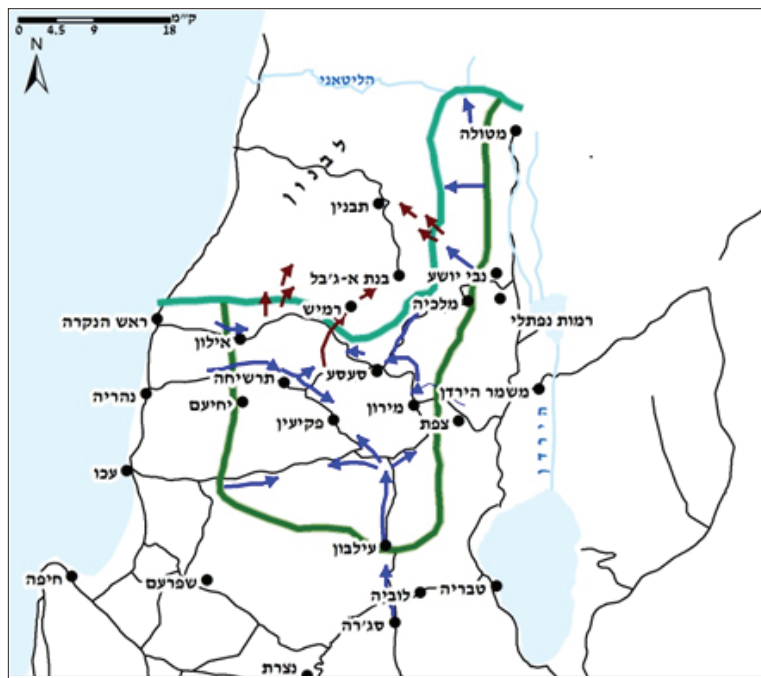 ק״מ
0 4.5 9 18
N
הליטאני
מטולה
לבנון
תבנין
נבי יושע
בנת א-ג'בל
מלכיה
רמיש
רמות נפתלי
ראש הנקרה
אילון
סעסע
תרשיחה
משמר הירדן
נהריה
יחיעם
מירון
פקיעין
צפת
הירדן
עכו
עילבון
חיפה
שפרעם
טבריה
לוביה
סג'רה
נצרת